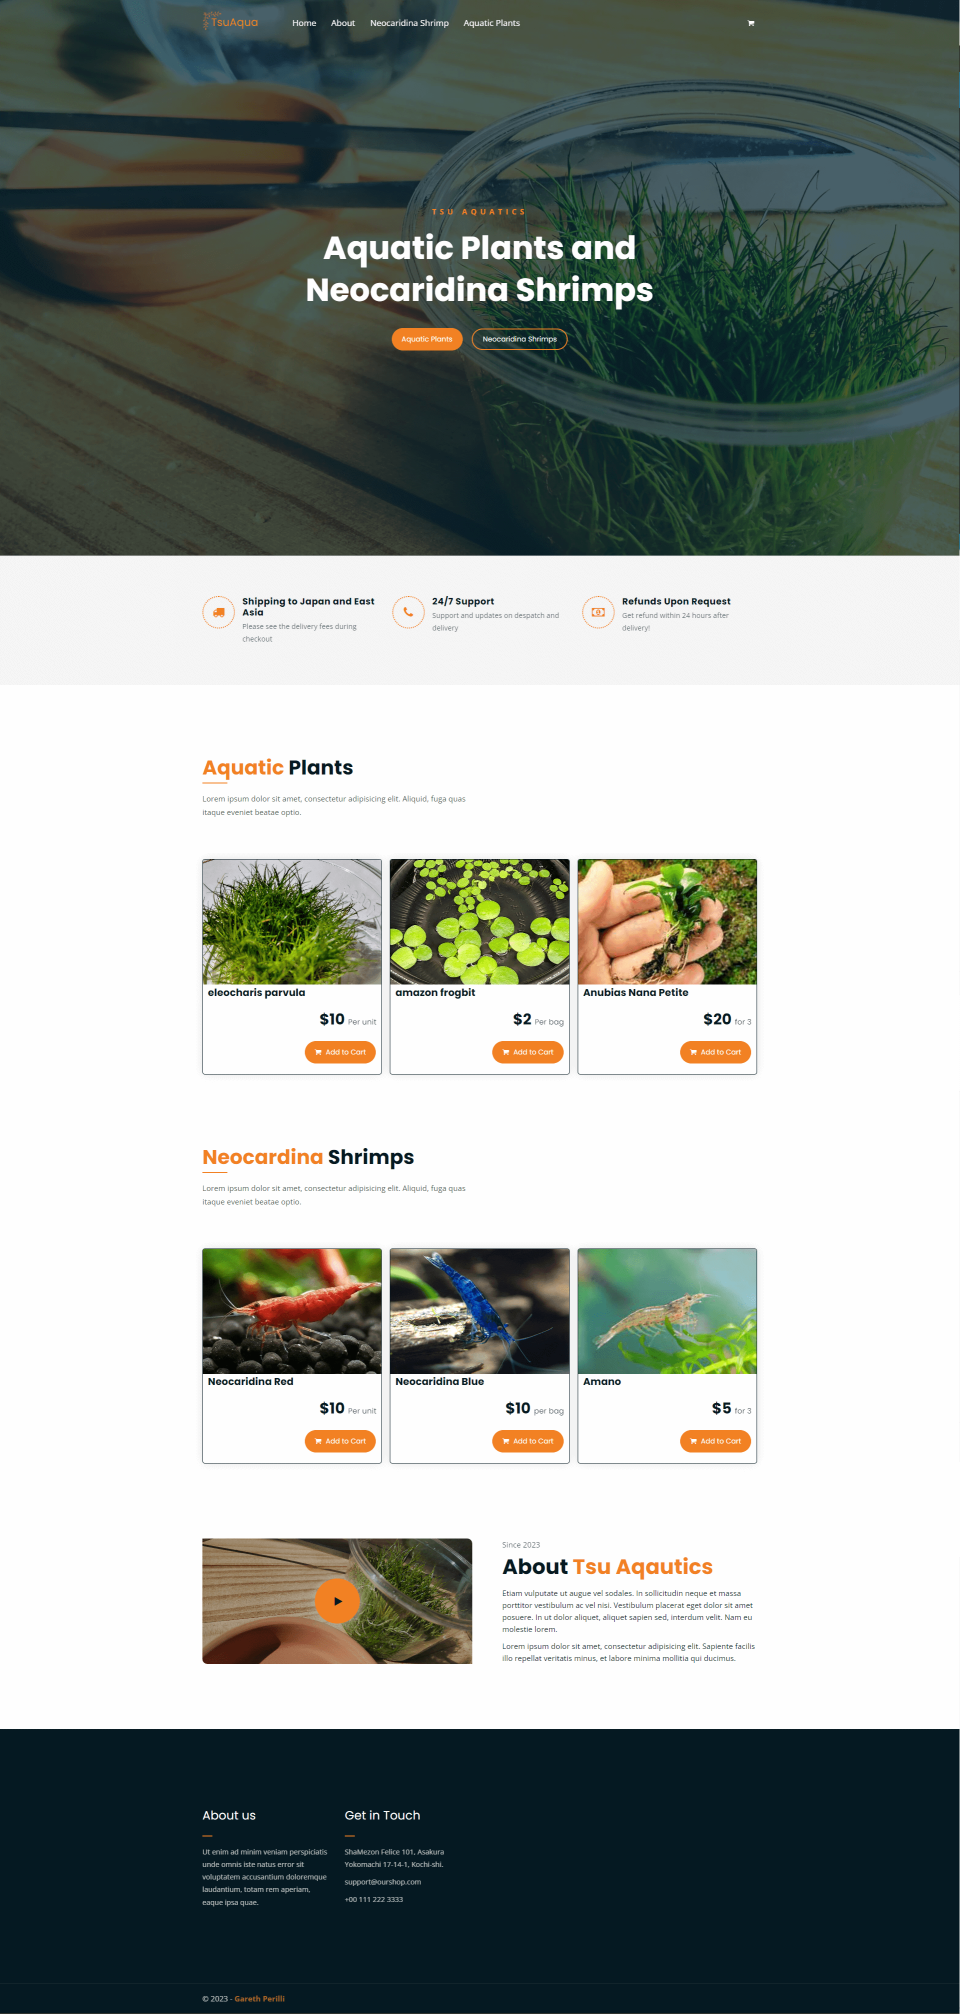 TsuAqua
Home About Neocaridina Shrimp Aquatic Plants
TSU AQUATICS
Aquatic Plants and
Neocaridina Shrimps
Aquatic Plants Neocaridina Shrimps
Shipping to Japan and East
Asia
Please see the delivery fees during
checkout
24/7 Support
Support and updates on despatch and
delivery
Refunds Upon Request
Get refund within 24 hours after
delivery!
Aquatic Plants
Lorem ipsum dolor sit amet, consectetur adipisicing elit. Aliquid, fuga quas
itaque eveniet beatae optio.
eleocharis parvula
$10 Per unit
Add to Cart
amazon frogbit
$2 Per bag
Add to Cart
Anubias Nana Petite
$20 for 3
Add to Cart
Neocardina Shrimps
Lorem ipsum dolor sit amet, consectetur adipisicing elit. Aliquid, fuga quas
itaque eveniet beatae optio.
Neocaridina Red
$10 Per unit
Add to Cart
Neocaridina Blue
$10 per bag
Add to Cart
Amano
$5 for 3
Add to Cart
Since 2023
About Tsu Aqautics
Etiam vulputate ut augue vel sodales. In sollicitudin neque et massa
porttitor vestibulum ac vel nisi. Vestibulum placerat eget dolor sit amet
posuere. In ut dolor aliquet, aliquet sapien sed, interdum velit. Nam eu
molestie lorem.
Lorem ipsum dolor sit amet, consectetur adipisicing elit. Sapiente facilis
illo repellat veritatis minus, et labore minima mollitia qui ducimus.
About us
Ut enim ad minim veniam perspiciatis
unde omnis iste natus error sit
voluptatem accusantium doloremque
laudantium, totam rem aperiam,
eaque ipsa quae.
Get in Touch
ShaMezon Felice 101, Asakura
Yokomachi 17-14-1, Kochi-shi.
support@ourshop.com
+00 111 222 3333
© 2023 - Gareth Perilli